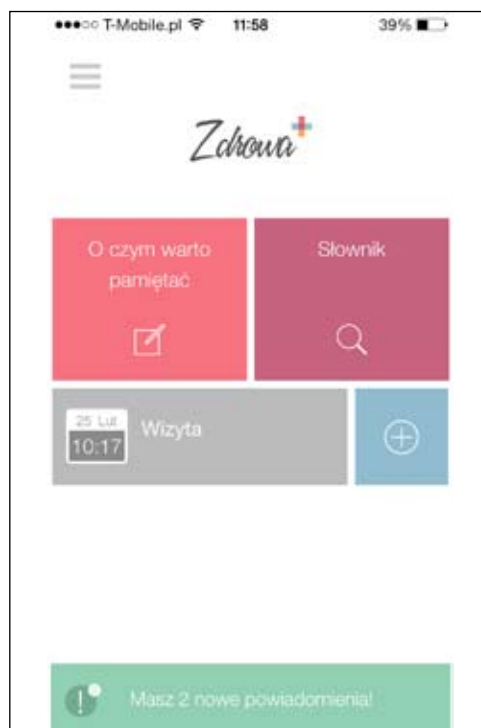 T-Mobile.pl 11:58 39%
Zdrowa+
O czym warto
pamiętać
Słownik
25 Lut
10:17
Wizyta
Masz 2 nowe powiadomienia!